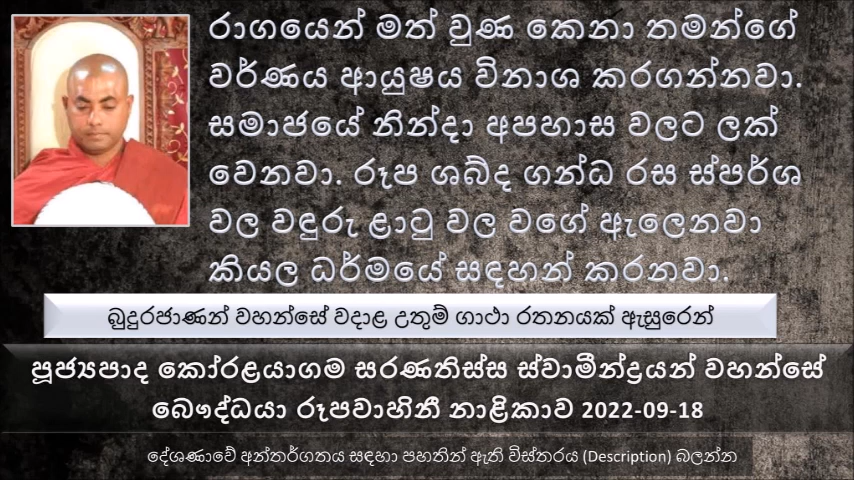 රාගයෙන් මත් වුණ කෙනා තමන්ගේ
වර්ණය ආයුෂය විනාශ කරගන්නවා.
සමාජයේ නින්දා අපහාස වලට ලක්
වෙනවා. රූප ශබ්ද ගන්ධ රස ස්පර්ශ
වල වඳුරු ළාටු වල වගේ ඇලෙනවා
කියල ධර්මයේ සඳහන් කරනවා.
බුදුරජාණන් වහන්සේ වදාළ උතුම් ගාථා රතනයක් ඇසුරෙන්
පූජ්‍යපාද කෝරළයාගම සරණතිස්ස ස්වාමීන්ද්‍රයන් වහන්සේ
බෞද්ධයා රූපවාහිනී නාළිකාව 2022-09-18
දේශණාවේ අන්තර්ගතය සඳහා පහතින් ඇති විස්තරය (Description) බලන්න